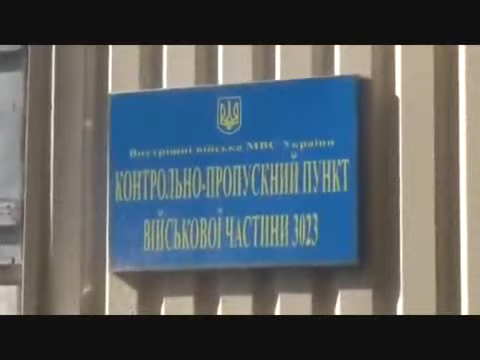 Внутрішні війська МВС України
КОНТРОЛЬНО-ПРОПУСКНИЙ ПУНКТ
ВІЙСЬКОВОЇ ЧАСТИНИ 3023